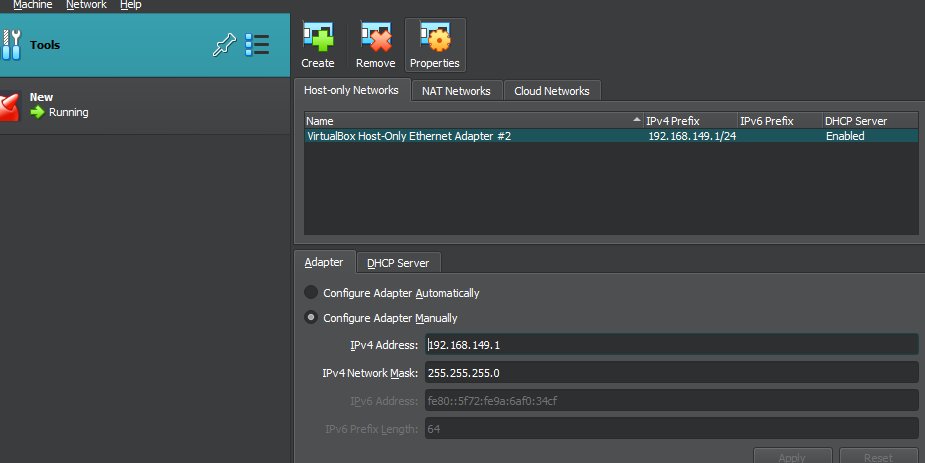 Machine Network Help
Tools
New
Running
Create Remove Properties
Host-only Networks NAT Networks Cloud Networks
Name IPv4 Prefix IPv6 Prefix DHCP Server
VirtualBox Host-Only Ethernet Adapter #2 192.168.149.1/24 Enabled
Adapter DHCP Server
Configure Adapter Automatically
Configure Adapter Manually
IPv4 Address: 192.168.149.1
IPv4 Network Mask: 255.255.255.0
IPv6 Address: fe80::5f72:fe9a:6af0:34cf
IPv6 Prefix Length: 64
Apply Reset